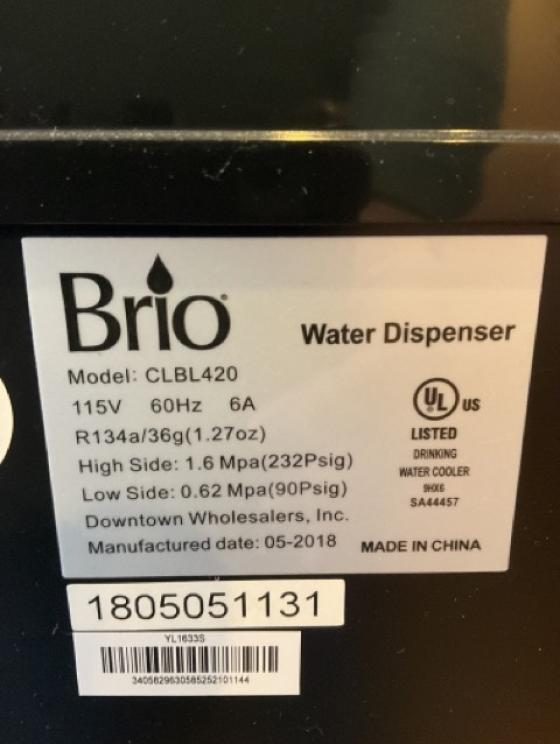 Brio
Water Dispenser
Model: CLBL420
115V 60Hz 6A
R134a/36g(1.27oz)
High Side: 1.6 Mpa(232Psig)
Low Side: 0.62 Mpa(90Psig)
Downtown Wholesalers, Inc.
Manufactured date: 05-2018
UL US
LISTED
DRINKING
WATER COOLER
9HX6
SA44457
MADE IN CHINA
1805051131
YL1633S
3405829630585252101144